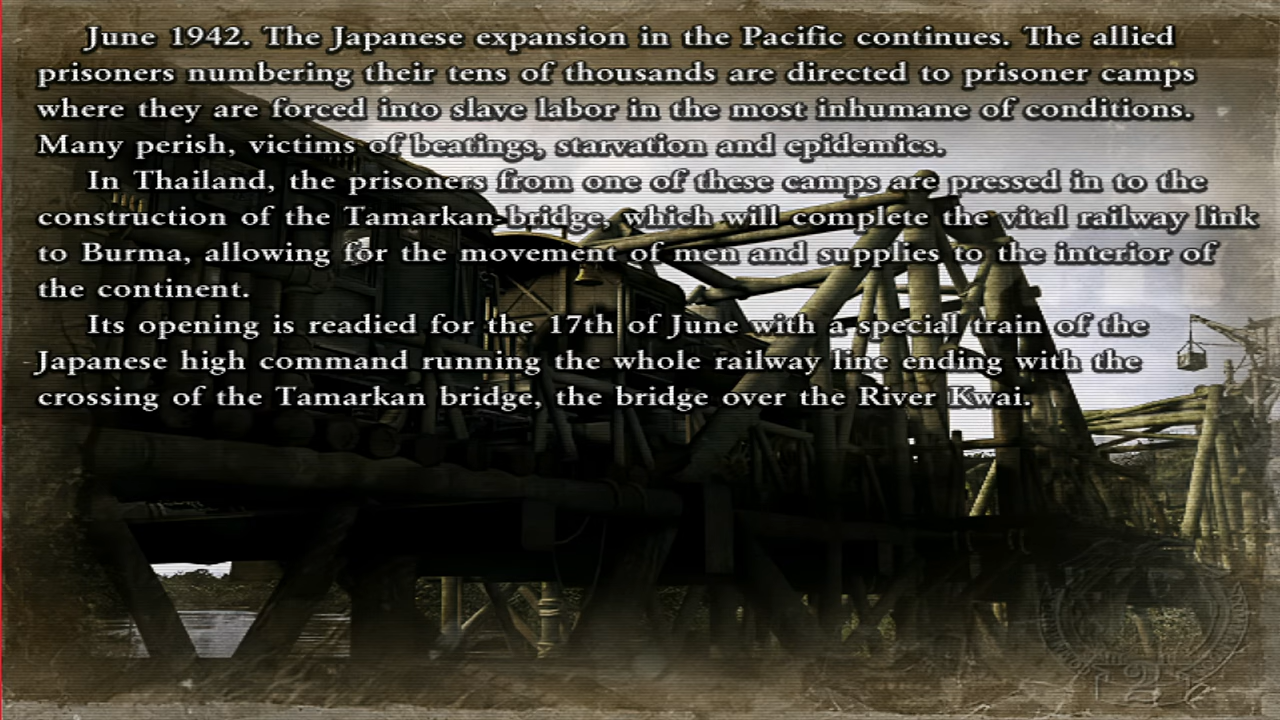 June 1942. The Japanese expansion in the Pacific continues. The allied
prisoners numbering their tens of thousands are directed to prisoner camps
where they are forced into slave labor in the most inhumane of conditions.
Many perish, victims of beatings, starvation and epidemics.
In Thailand, the prisoners from one of these camps are pressed in to the
construction of the Tamarkan bridge, which will complete the vital railway link
to Burma, allowing for the movement of men and supplies to the interior of
the continent.
Its opening is readied for the 17th of June with a special train of the
Japanese high command running the whole railway line ending with the
crossing of the Tamarkan bridge, the bridge over the River Kwai.